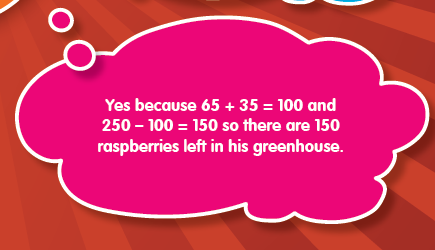 Yes because 65 + 35 = 100 and
250 – 100 = 150 so there are 150
raspberries left in his greenhouse.